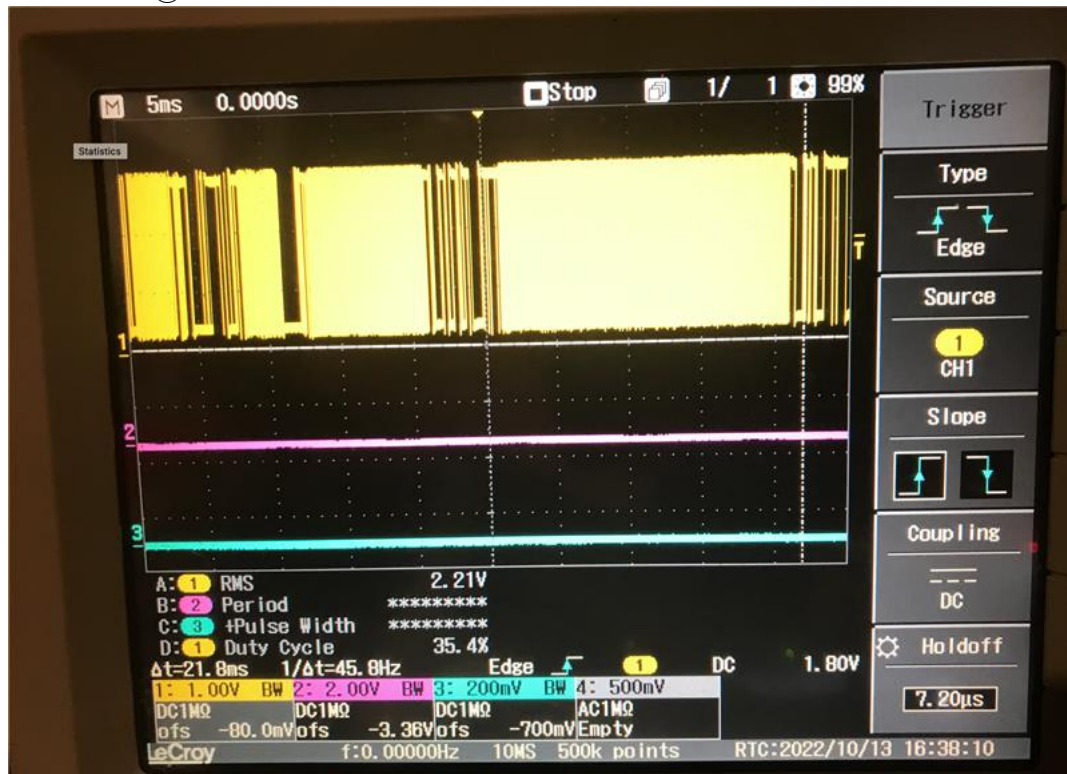 M 5ms 0.0000s Stop 1/ 1 99%
Statistics
T
1
2
3
A: 1 RMS 2.21V
B: 2 Period *********
C: 3 +Pulse Width *********
D: 1 Duty Cycle 35.4%
Δt=21.8ms 1/Δt=45.8Hz Edge 1 DC 1.80V
1: 1.00V BW 2: 2.00V BW 3: 200mV BW 4: 500mV
DC1MΩ DC1MΩ DC1MΩ AC1MΩ
ofs -80.0mV ofs -3.36V ofs -700mV Empty
LeCroy f:0.00000Hz 10MS 500k points RTC:2022/10/13 16:38:10
Trigger
Type
Edge
Source
1
CH1
Slope
Coupling
DC
Holdoff
7.20µs